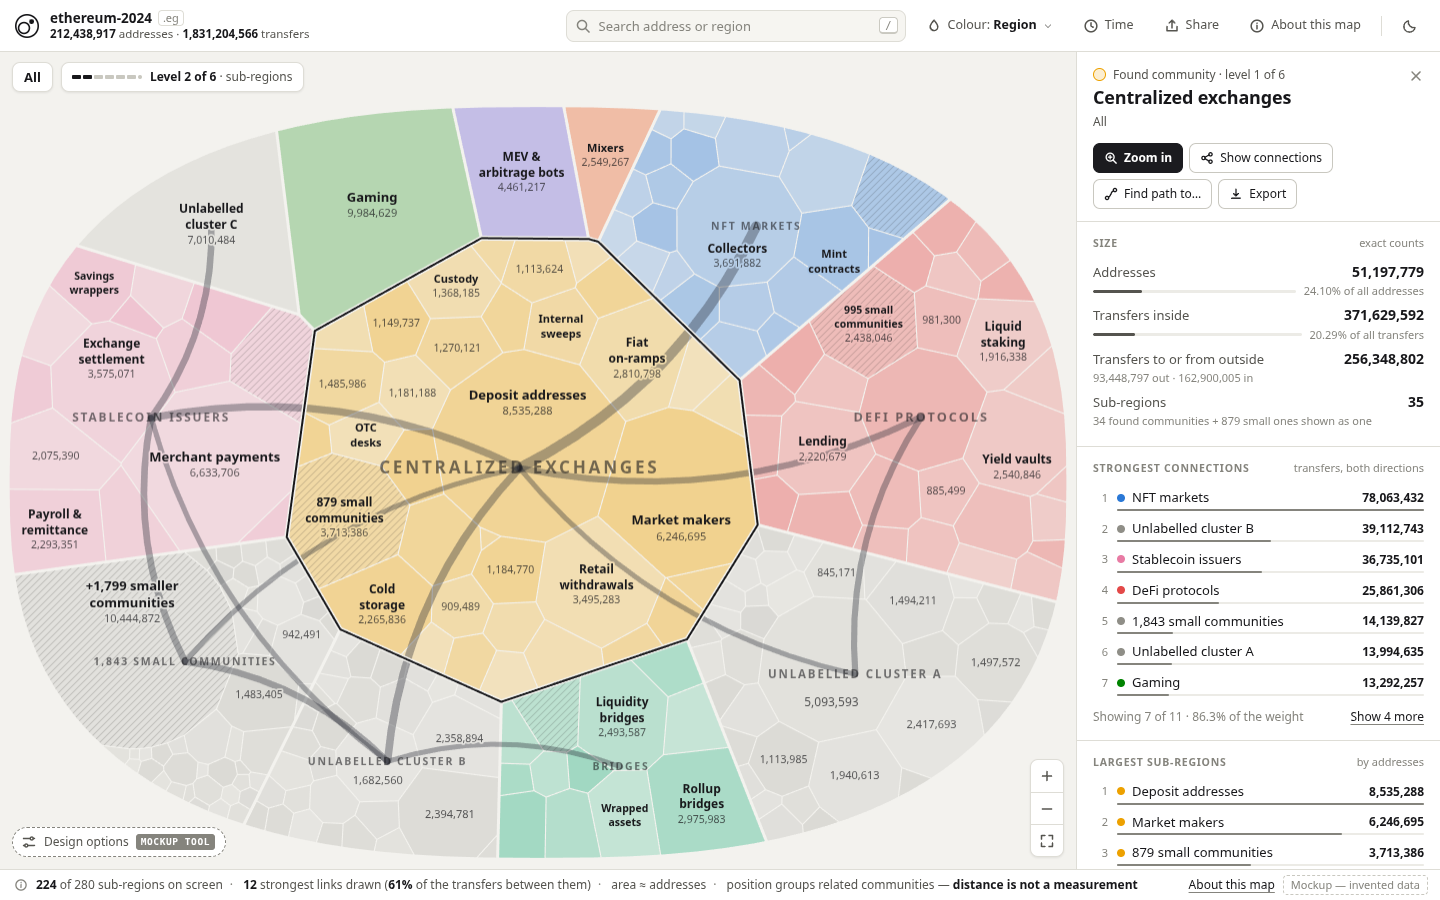 ethereum-2024 .eg
212,438,917 addresses · 1,831,204,566 transfers
Search address or region /
Colour: Region
Time
Share
About this map
All
Level 2 of 6 · sub-regions
Unlabelled
cluster C
7,010,484
Gaming
9,984,629
MEV &
arbitrage bots
4,461,217
Mixers
2,549,267
NFT MARKETS
Collectors
3,691,882
Mint
contracts
Savings
wrappers
Exchange
settlement
3,575,071
STABLECOIN ISSUERS
2,075,390
Merchant payments
6,633,706
Payroll &
remittance
2,293,351
Custody
1,368,185
1,113,624
1,149,737
1,270,121
Internal
sweeps
Fiat
on-ramps
2,810,798
1,485,986
1,181,188
Deposit addresses
8,535,288
OTC
desks
CENTRALIZED EXCHANGES
879 small
communities
3,713,386
Market makers
6,246,695
1,184,770
Retail
withdrawals
3,495,283
Cold
storage
2,265,836
909,489
995 small
communities
2,438,046
981,300
Liquid
staking
1,916,338
DEFI PROTOCOLS
Lending
2,220,679
Yield vaults
2,540,846
885,499
+1,799 smaller
communities
10,444,872
942,491
1,843 SMALL COMMUNITIES
1,483,405
2,358,894
UNLABELLED CLUSTER B
1,682,560
2,394,781
Liquidity
bridges
2,493,587
BRIDGES
Wrapped
assets
Rollup
bridges
2,975,983
845,171
1,494,211
UNLABELLED CLUSTER A
1,497,572
5,093,593
2,417,693
1,113,985
1,940,613
Design options MOCKUP TOOL
Found community · level 1 of 6
Centralized exchanges
All
Zoom in
Show connections
Find path to...
Export
SIZE exact counts
Addresses 51,197,779
24.10% of all addresses
Transfers inside 371,629,592
20.29% of all transfers
Transfers to or from outside 256,348,802
93,448,797 out · 162,900,005 in
Sub-regions 35
34 found communities + 879 small ones shown as one
STRONGEST CONNECTIONS transfers, both directions
1 NFT markets 78,063,432
2 Unlabelled cluster B 39,112,743
3 Stablecoin issuers 36,735,101
4 DeFi protocols 25,861,306
5 1,843 small communities 14,139,827
6 Unlabelled cluster A 13,994,635
7 Gaming 13,292,257
Showing 7 of 11 · 86.3% of the weight Show 4 more
LARGEST SUB-REGIONS by addresses
1 Deposit addresses 8,535,288
2 Market makers 6,246,695
3 879 small communities 3,713,386
224 of 280 sub-regions on screen · 12 strongest links drawn (61% of the transfers between them) · area ≈ addresses · position groups related communities — distance is not a measurement
About this map
Mockup — invented data